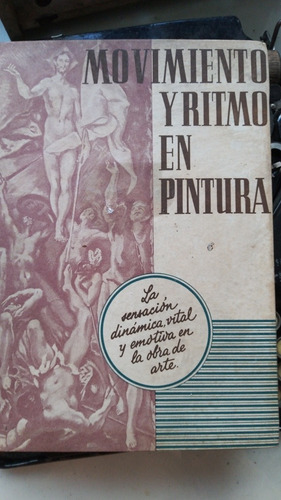 MOVIMIENTO
Y RITMO
EN
PINTURA
La
sensación
dinámica, vital
y emotiva en
la obra de
arte.